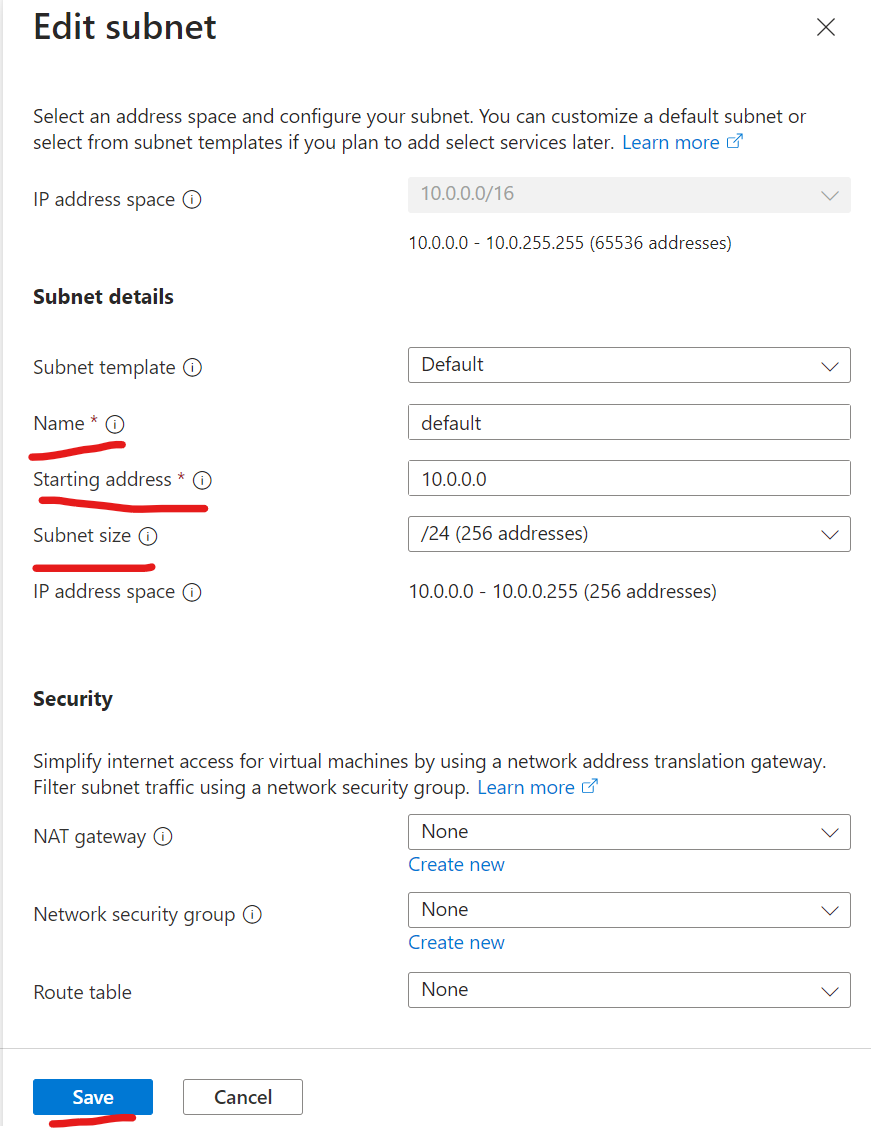 Edit subnet
Select an address space and configure your subnet. You can customize a default subnet or
select from subnet templates if you plan to add select services later. Learn more
IP address space
10.0.0.0/16
10.0.0.0 - 10.0.255.255 (65536 addresses)
Subnet details
Subnet template
Default
Name *
default
Starting address *
10.0.0.0
Subnet size
/24 (256 addresses)
IP address space
10.0.0.0 - 10.0.0.255 (256 addresses)
Security
Simplify internet access for virtual machines by using a network address translation gateway.
Filter subnet traffic using a network security group. Learn more
NAT gateway
None
Create new
Network security group
None
Create new
Route table
None
Save
Cancel